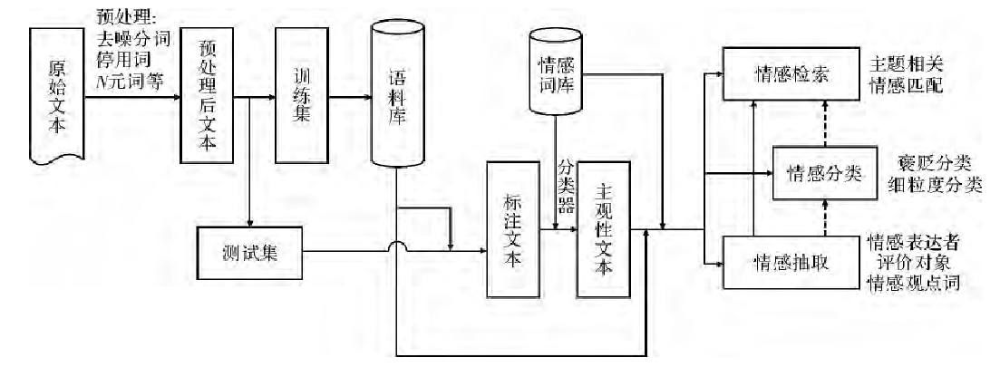 预处理:
去噪分词
停用词
N元词等
原始文本
预处理后文本
训练集
语料库
测试集
标注文本
情感
词库
分类器
主观性文本
情感检索
主题相关
情感匹配
情感分类
褒贬分类
细粒度分类
情感抽取
情感表达者
评价对象
情感观点词